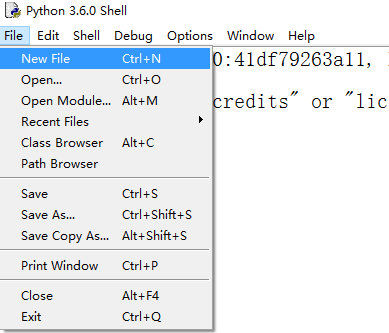 Python 3.6.0 Shell
File Edit Shell Debug Options Window Help
New File Ctrl+N
0:41df79263a11,
Open... Ctrl+O
Open Module... Alt+M
credits" or "lic
Recent Files
Class Browser Alt+C
Path Browser
Save Ctrl+S
Save As... Ctrl+Shift+S
Save Copy As... Alt+Shift+S
Print Window Ctrl+P
Close Alt+F4
Exit Ctrl+Q